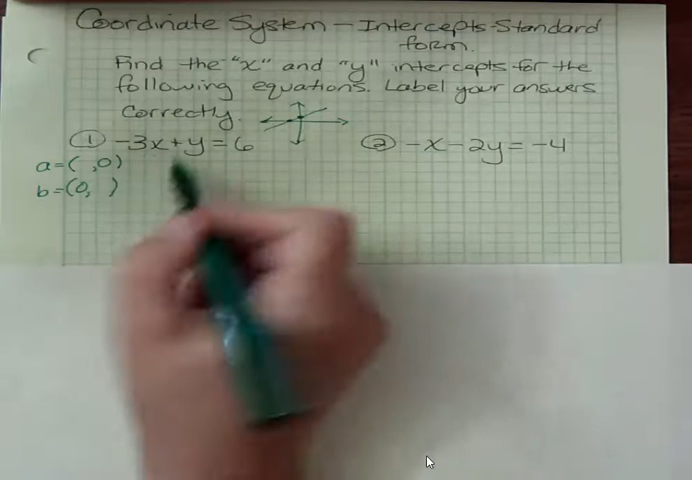 Coordinate System - Intercepts-Standard
form.
Find the "x" and "y" intercepts for the
following equations. Label your answers
correctly.
① -3x+y=6 ② -x-2y=-4
a=( ,0)
b=(0, )